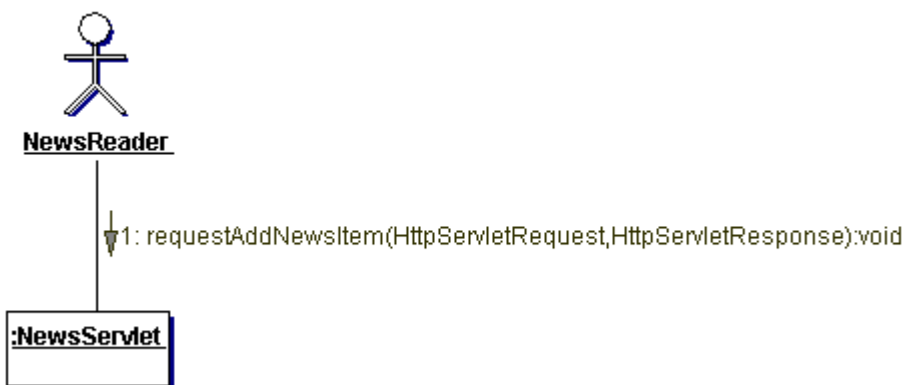 NewsReader
1: requestAddNewsItem(HttpServletRequest,HttpServletResponse):void
:NewsServlet